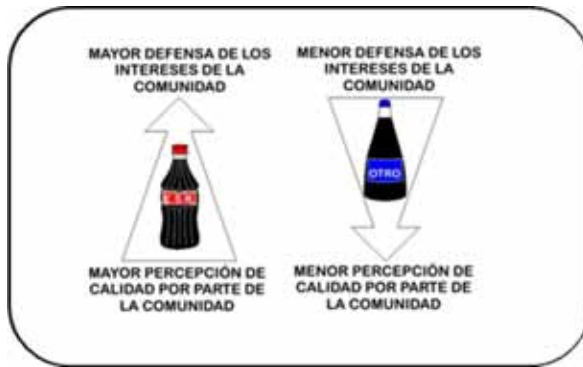 MAYOR DEFENSA DE LOS
INTERESES DE LA
COMUNIDAD
MENOR DEFENSA DE LOS
INTERESES DE LA
COMUNIDAD
OTRO
MAYOR PERCEPCIÓN DE
CALIDAD POR PARTE DE
LA COMUNIDAD
MENOR PERCEPCIÓN DE
CALIDAD POR PARTE DE
LA COMUNIDAD